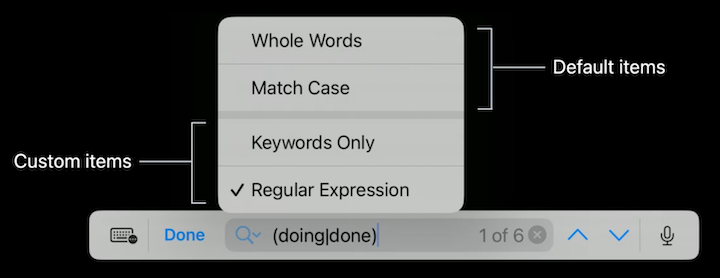 Whole Words
Match Case
Default items
Keywords Only
Custom items
Regular Expression
Done
(doing|done)
1 of 6